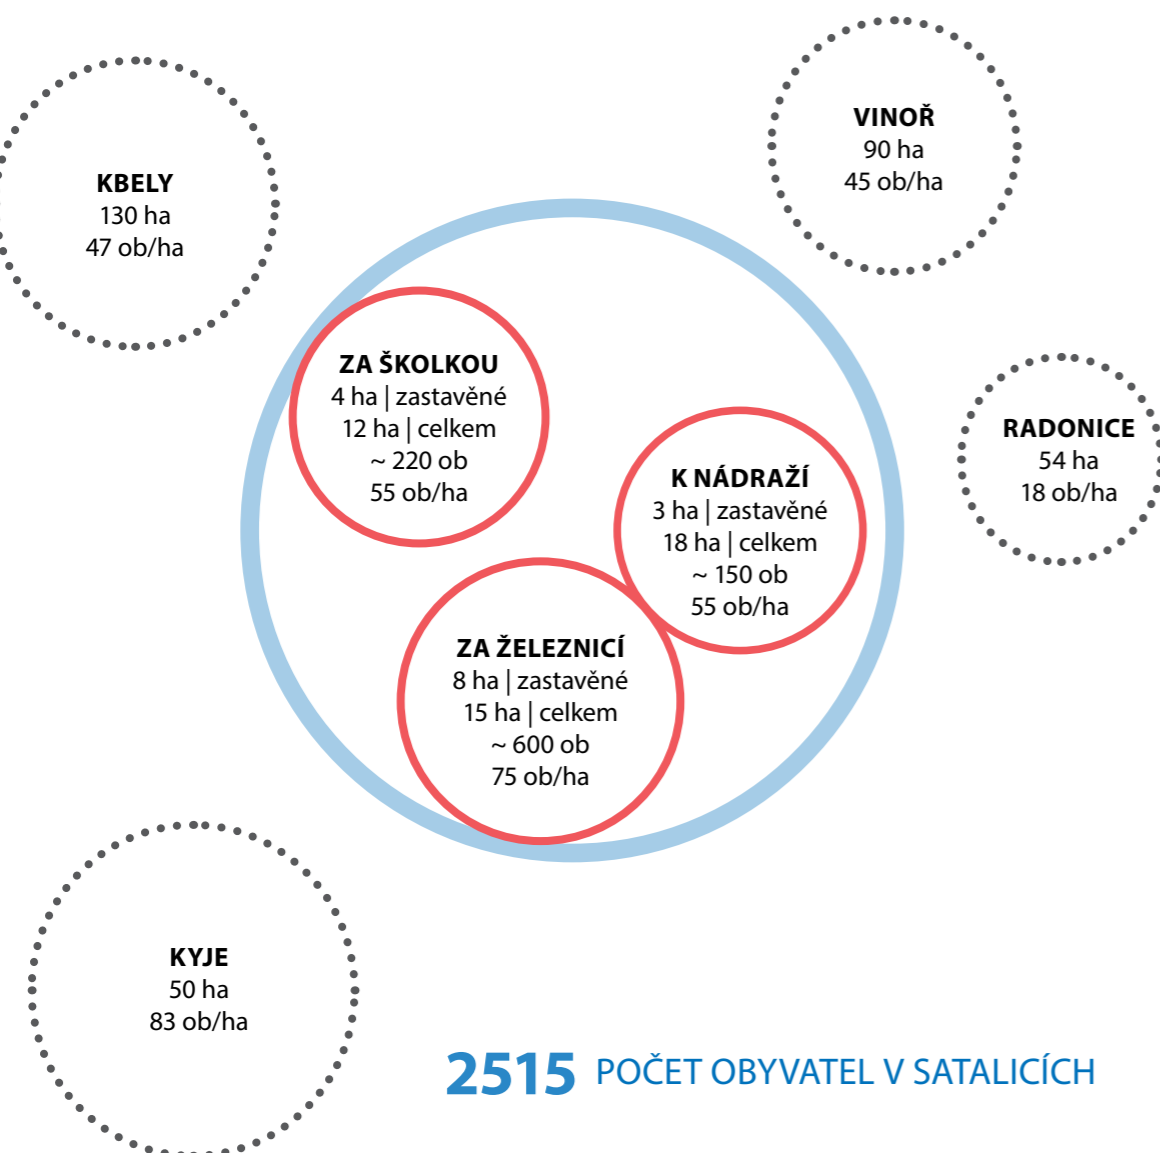 VINOŘ
90 ha
45 ob/ha
KBELY
130 ha
47 ob/ha
ZA ŠKOLKOU
4 ha | zastavěné
12 ha | celkem
~ 220 ob
55 ob/ha
RADONICE
54 ha
18 ob/ha
K NÁDRAŽÍ
3 ha | zastavěné
18 ha | celkem
~ 150 ob
55 ob/ha
ZA ŽELEZNICÍ
8 ha | zastavěné
15 ha | celkem
~ 600 ob
75 ob/ha
KYJE
50 ha
83 ob/ha
2515 POČET OBYVATEL V SATALICÍCH